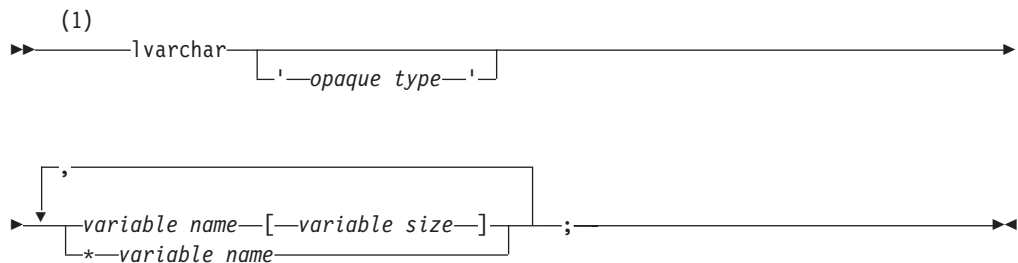 (1)
lvarchar
' opaque type '
,
variable name [ variable size ] ;
* variable name